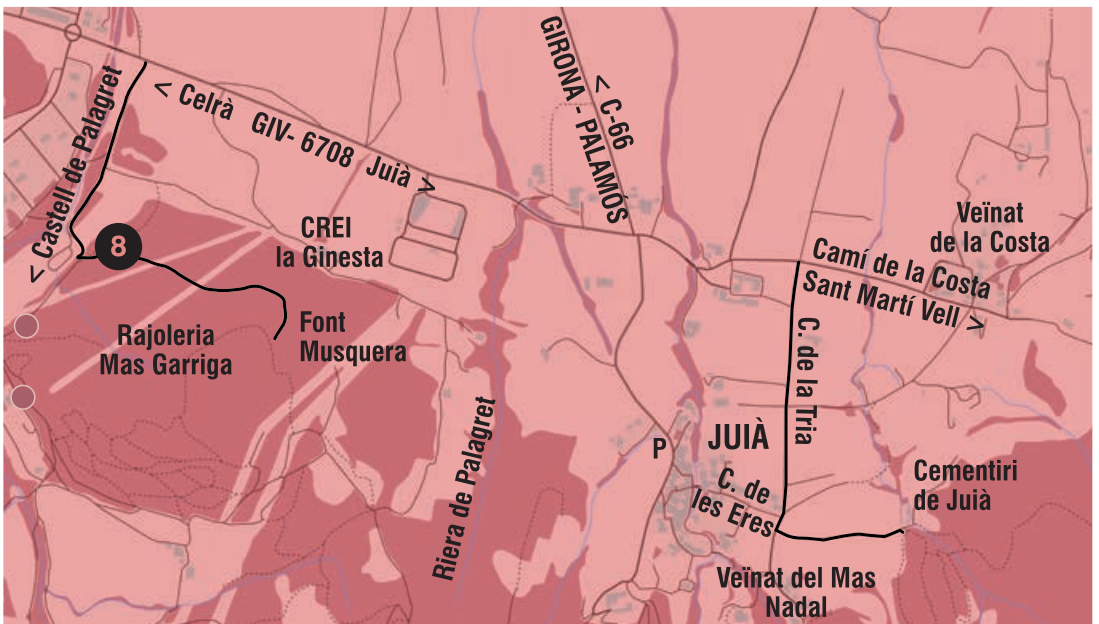 < Castell de Palagret
< Celrà GIV- 6708 Juià >
GIRONA - PALAMÓS
< C-66
CREI
la Ginesta
Veïnat
de la Costa
Camí de la Costa
Sant Martí Vell >
8
Rajoleria
Mas Garriga
Font
Musquera
C. de la Tria
Riera de Palagret
P
JUIÀ
C. de
les Eres
Cementiri
de Juià
Veïnat del Mas
Nadal